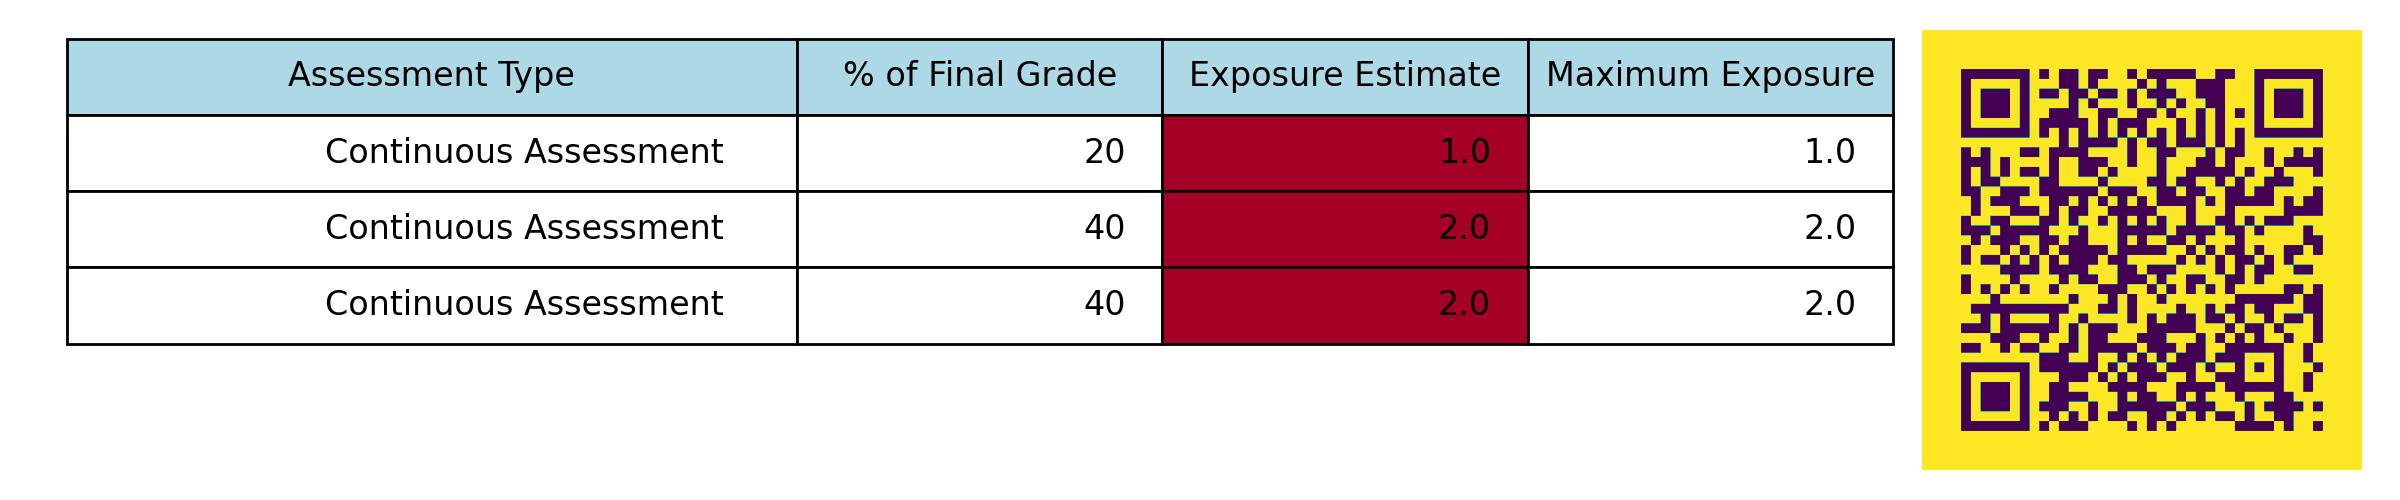 Assessment Type % of Final Grade Exposure Estimate Maximum Exposure
Continuous Assessment 20 1.0 1.0
Continuous Assessment 40 2.0 2.0
Continuous Assessment 40 2.0 2.0